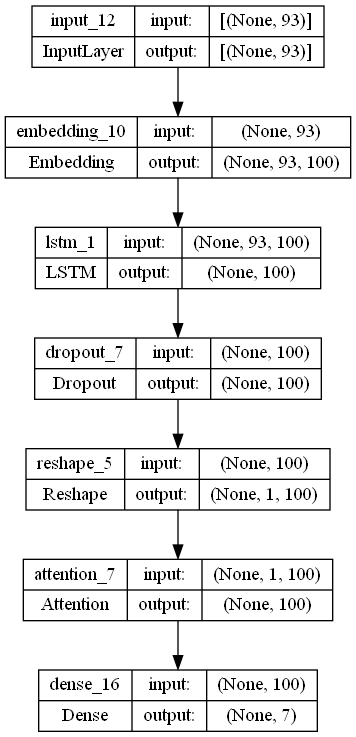 input_12 input: [(None, 93)]
InputLayer output: [(None, 93)]
embedding_10 input: (None, 93)
Embedding output: (None, 93, 100)
lstm_1 input: (None, 93, 100)
LSTM output: (None, 100)
dropout_7 input: (None, 100)
Dropout output: (None, 100)
reshape_5 input: (None, 100)
Reshape output: (None, 1, 100)
attention_7 input: (None, 1, 100)
Attention output: (None, 100)
dense_16 input: (None, 100)
Dense output: (None, 7)